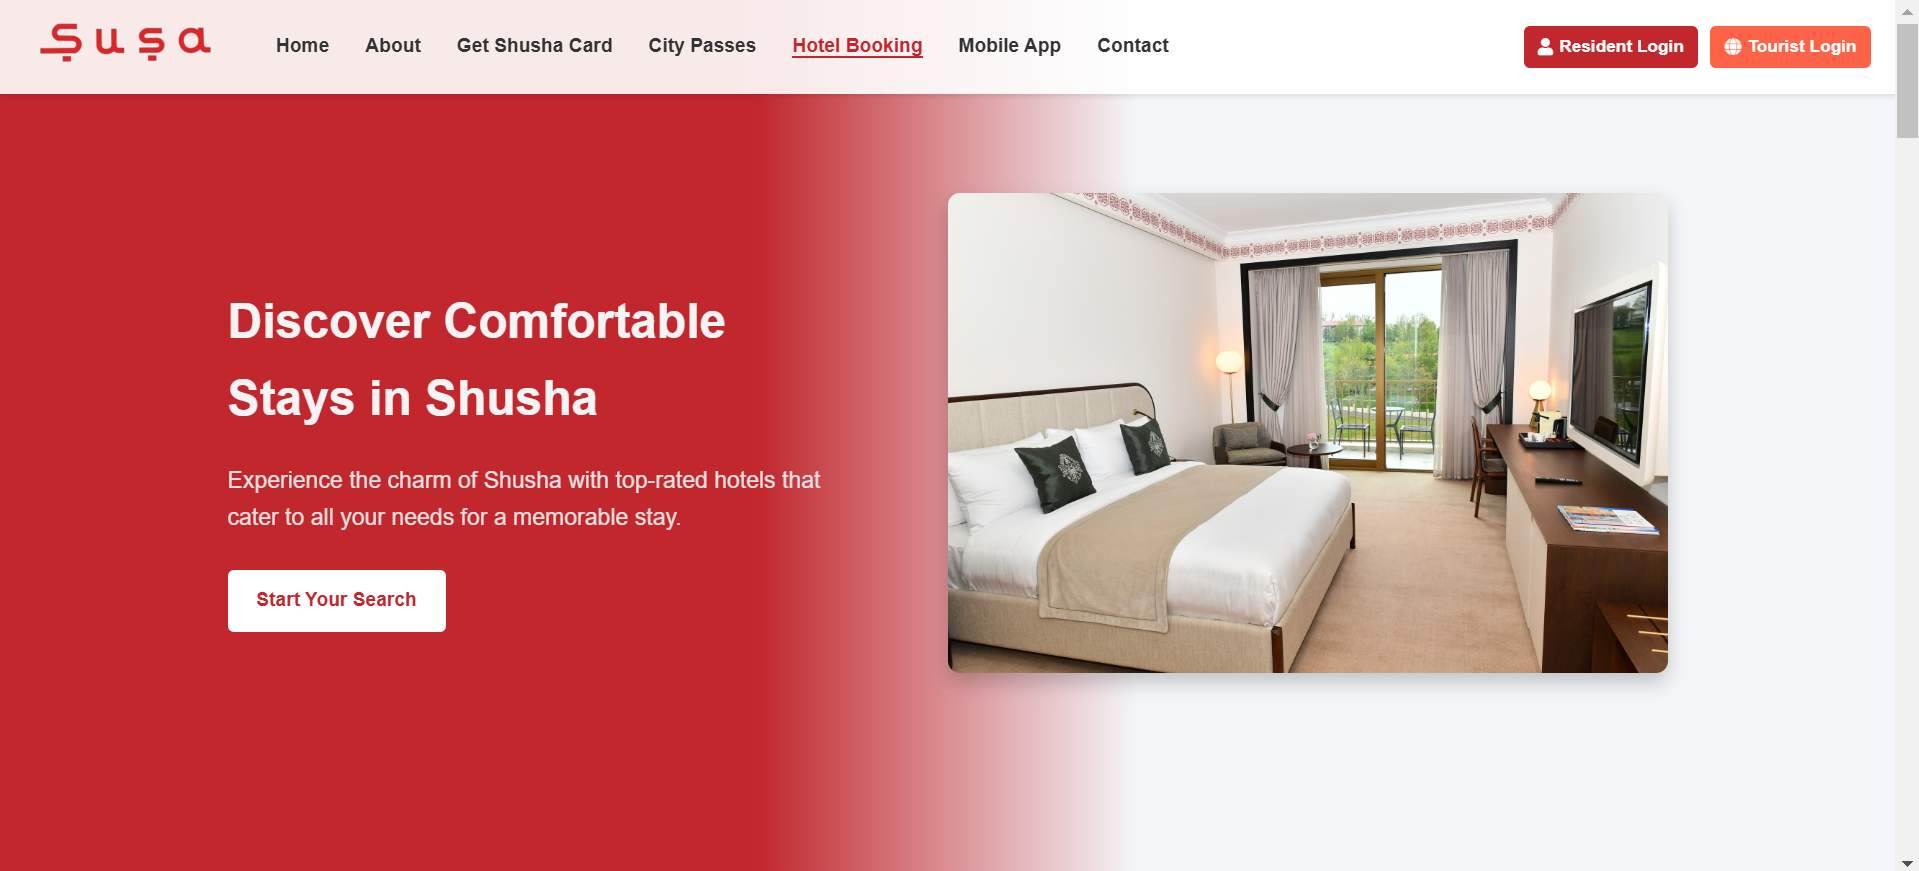 Şuşa
Home About Get Shusha Card City Passes Hotel Booking Mobile App Contact Resident Login Tourist Login
Discover Comfortable
Stays in Shusha
Experience the charm of Shusha with top-rated hotels that
cater to all your needs for a memorable stay.
Start Your Search